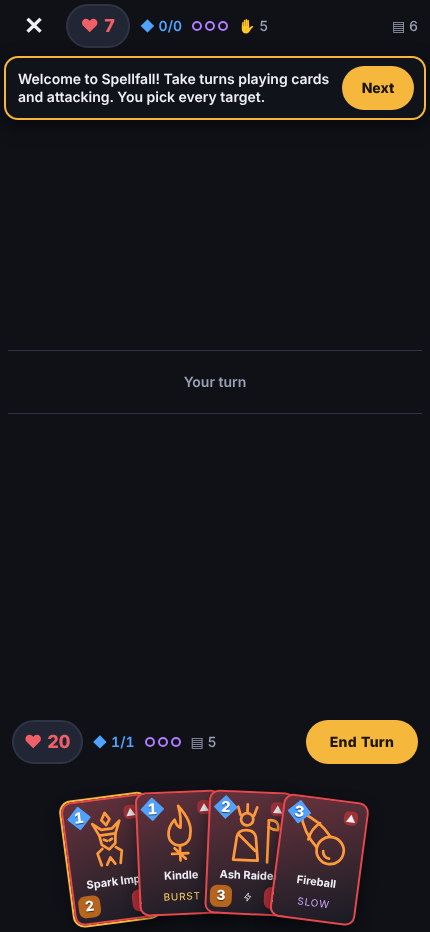 7 0/0 5 6
Welcome to Spellfall! Take turns playing cards
and attacking. You pick every target.
Next
Your turn
20 1/1 5
End Turn
1 Spark Imp 2
1 Kindle BURST
2 Ash Raide 3
3 Fireball SLOW